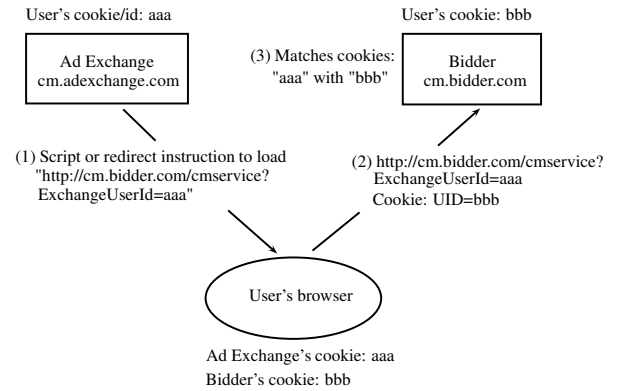 User's cookie/id: aaa
User's cookie: bbb
Ad Exchange
cm.adexchange.com
(3) Matches cookies:
"aaa" with "bbb"
Bidder
cm.bidder.com
(1) Script or redirect instruction to load
"http://cm.bidder.com/cmservice?
ExchangeUserId=aaa"
(2) http://cm.bidder.com/cmservice?
ExchangeUserId=aaa
Cookie: UID=bbb
User's browser
Ad Exchange's cookie: aaa
Bidder's cookie: bbb